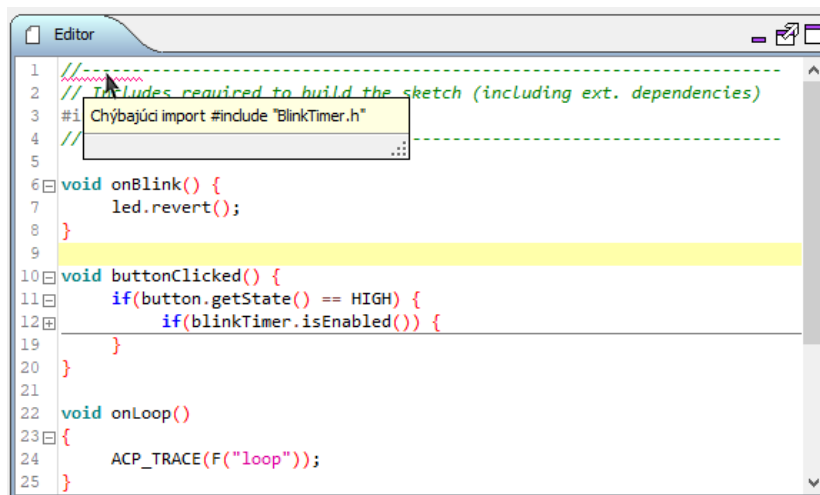 Editor
1 //----------------------------------------------------------------------
2 // Includes required to build the sketch (including ext. dependencies)
3 #i
Chýbajúci import #include "BlinkTimer.h"
4 //----------------------------------------------------------------------
5
6 void onBlink() {
7 led.revert();
8 }
9
10 void buttonClicked() {
11 if(button.getState() == HIGH) {
12 if(blinkTimer.isEnabled()) {
19 }
20 }
21
22 void onLoop()
23 {
24 ACP_TRACE(F("loop"));
25 }